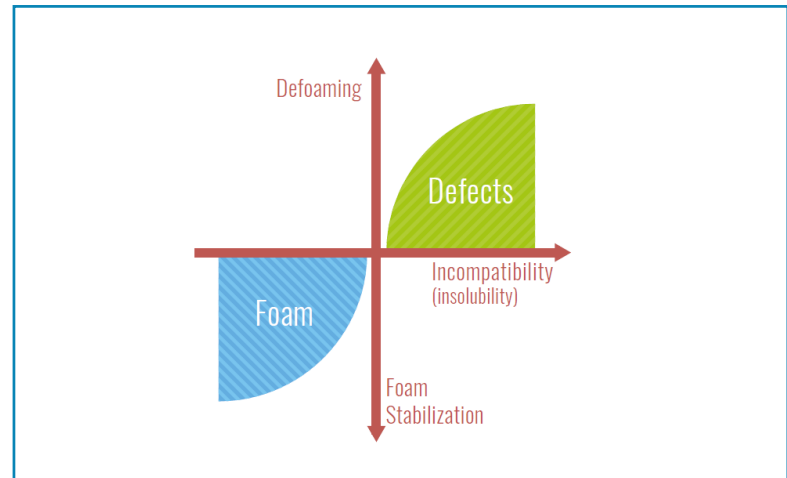 Defoaming
Defects
Incompatibility
(insolubility)
Foam
Foam
Stabilization